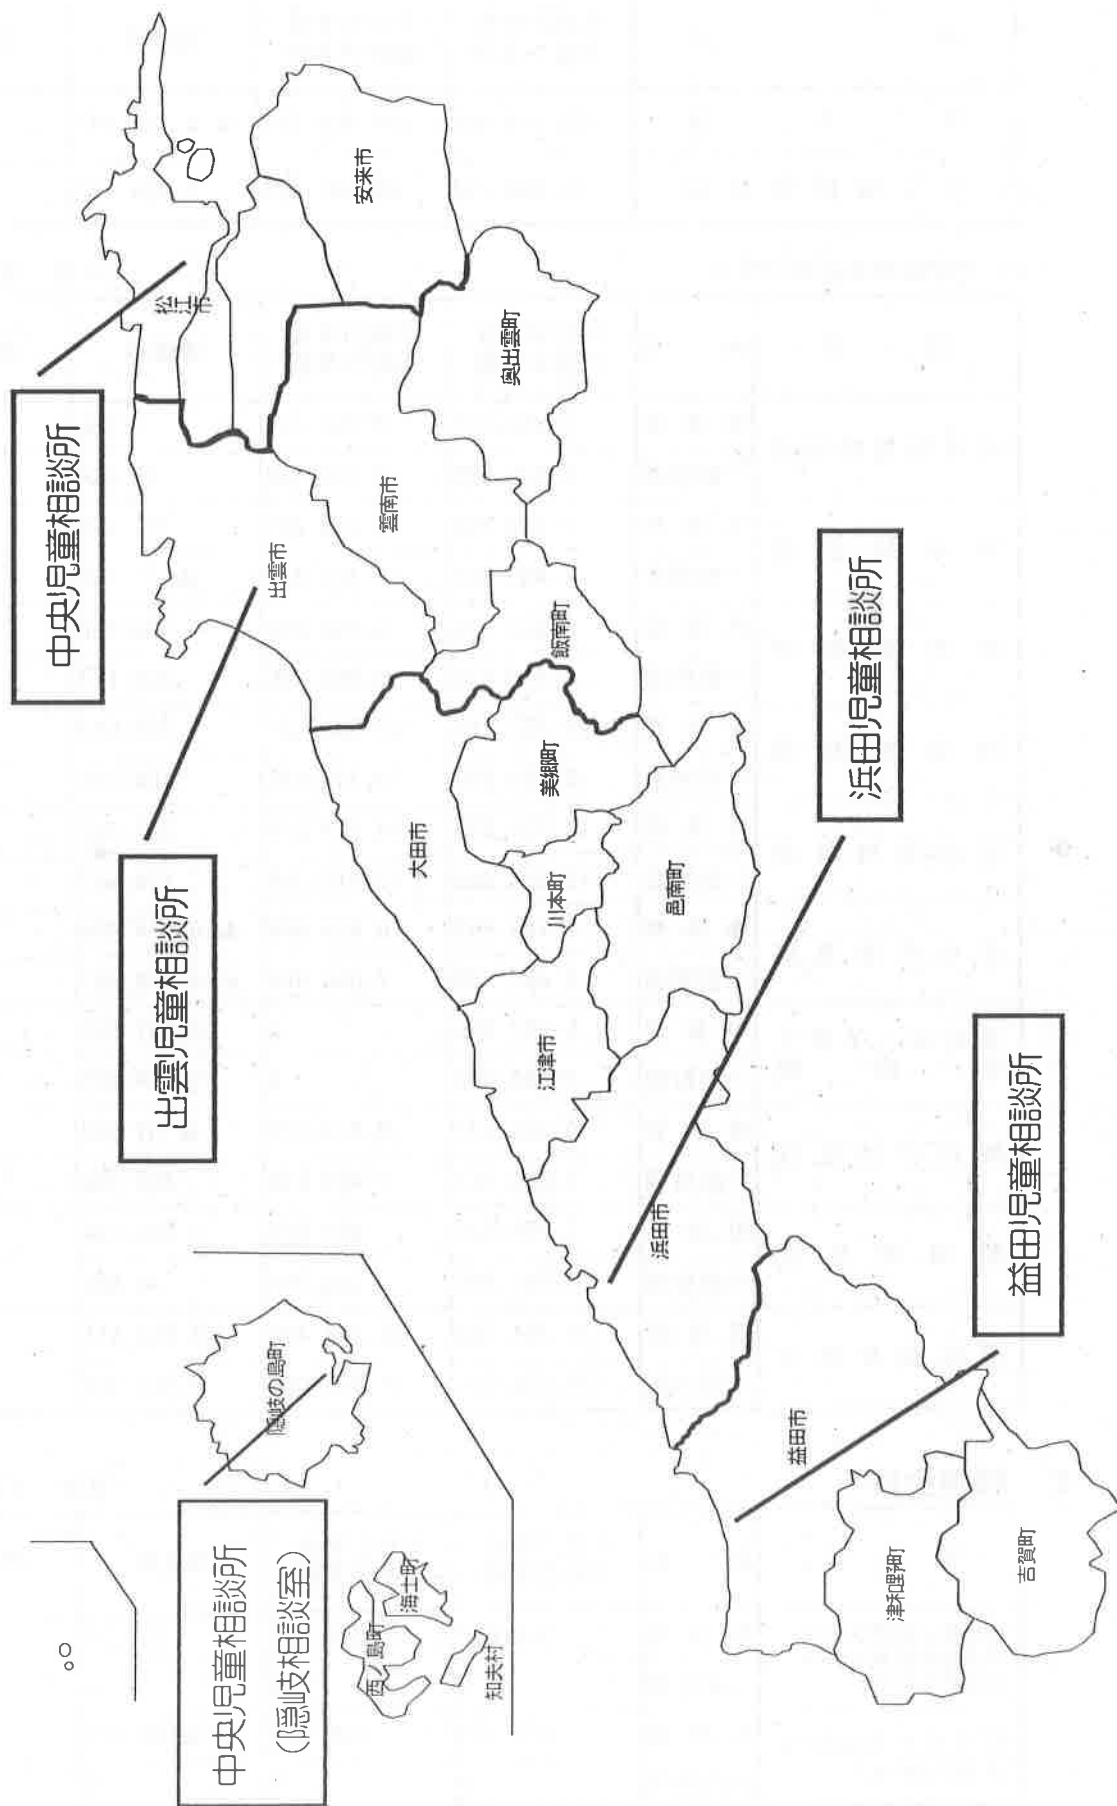 中央児童相談所
(隠岐相談室)
隠岐の島町
西ノ島町
海士町
知夫村
出雲児童相談所
中央児童相談所
松江市
安来市
出雲市
雲南市
奥出雲町
飯南町
大田市
美郷町
川本町
邑南町
江津市
浜田市
浜田児童相談所
益田市
益田児童相談所
津和野町
吉賀町